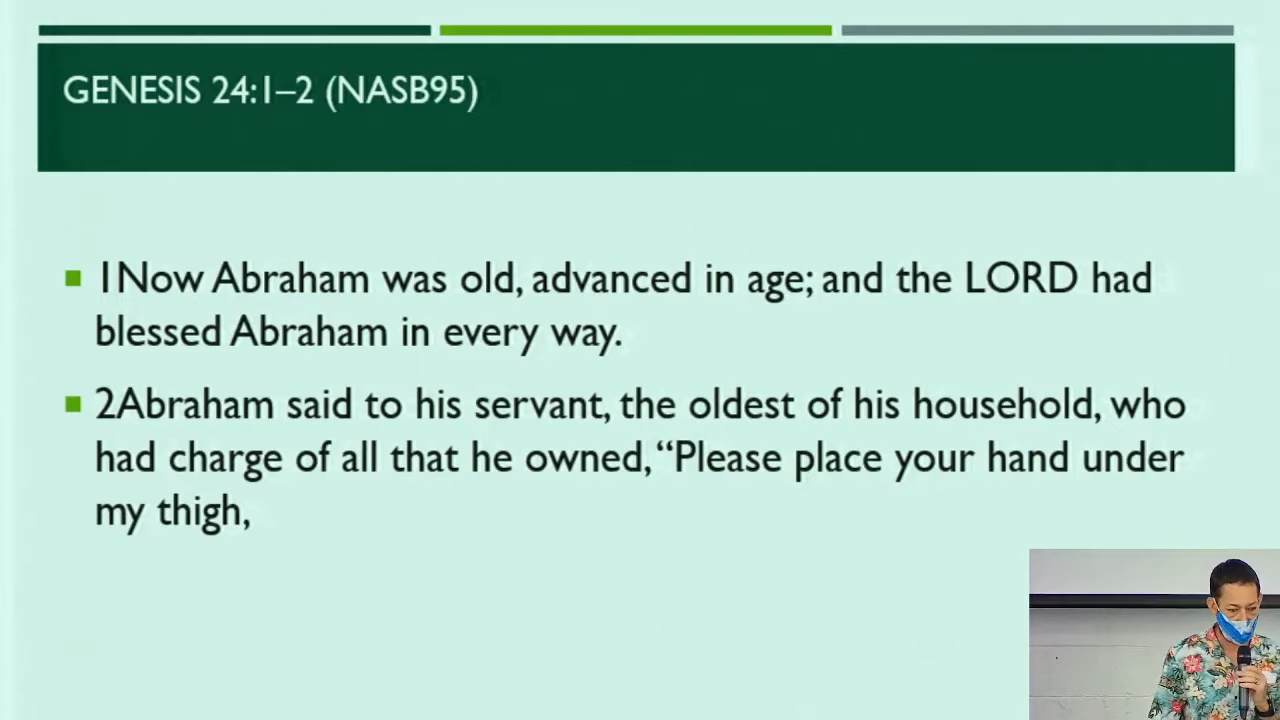 GENESIS 24:1–2 (NASB95)
1Now Abraham was old, advanced in age; and the LORD had
blessed Abraham in every way.
2Abraham said to his servant, the oldest of his household, who
had charge of all that he owned, “Please place your hand under
my thigh,